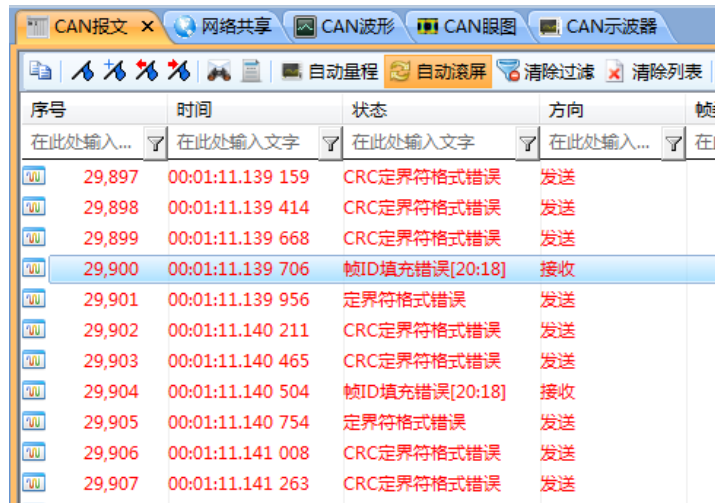 CAN报文 × 网络共享 CAN波形 CAN眼图 CAN示波器
自动量程 自动滚屏 清除过滤 清除列表
序号 时间 状态 方向
在此处输入... 在此处输入文字 在此处输入文字 在此处输入... 在
29,897 00:01:11.139 159 CRC定界符格式错误 发送
29,898 00:01:11.139 414 CRC定界符格式错误 发送
29,899 00:01:11.139 668 CRC定界符格式错误 发送
29,900 00:01:11.139 706 帧ID填充错误[20:18] 接收
29,901 00:01:11.139 956 定界符格式错误 发送
29,902 00:01:11.140 211 CRC定界符格式错误 发送
29,903 00:01:11.140 465 CRC定界符格式错误 发送
29,904 00:01:11.140 504 帧ID填充错误[20:18] 接收
29,905 00:01:11.140 754 定界符格式错误 发送
29,906 00:01:11.141 008 CRC定界符格式错误 发送
29,907 00:01:11.141 263 CRC定界符格式错误 发送